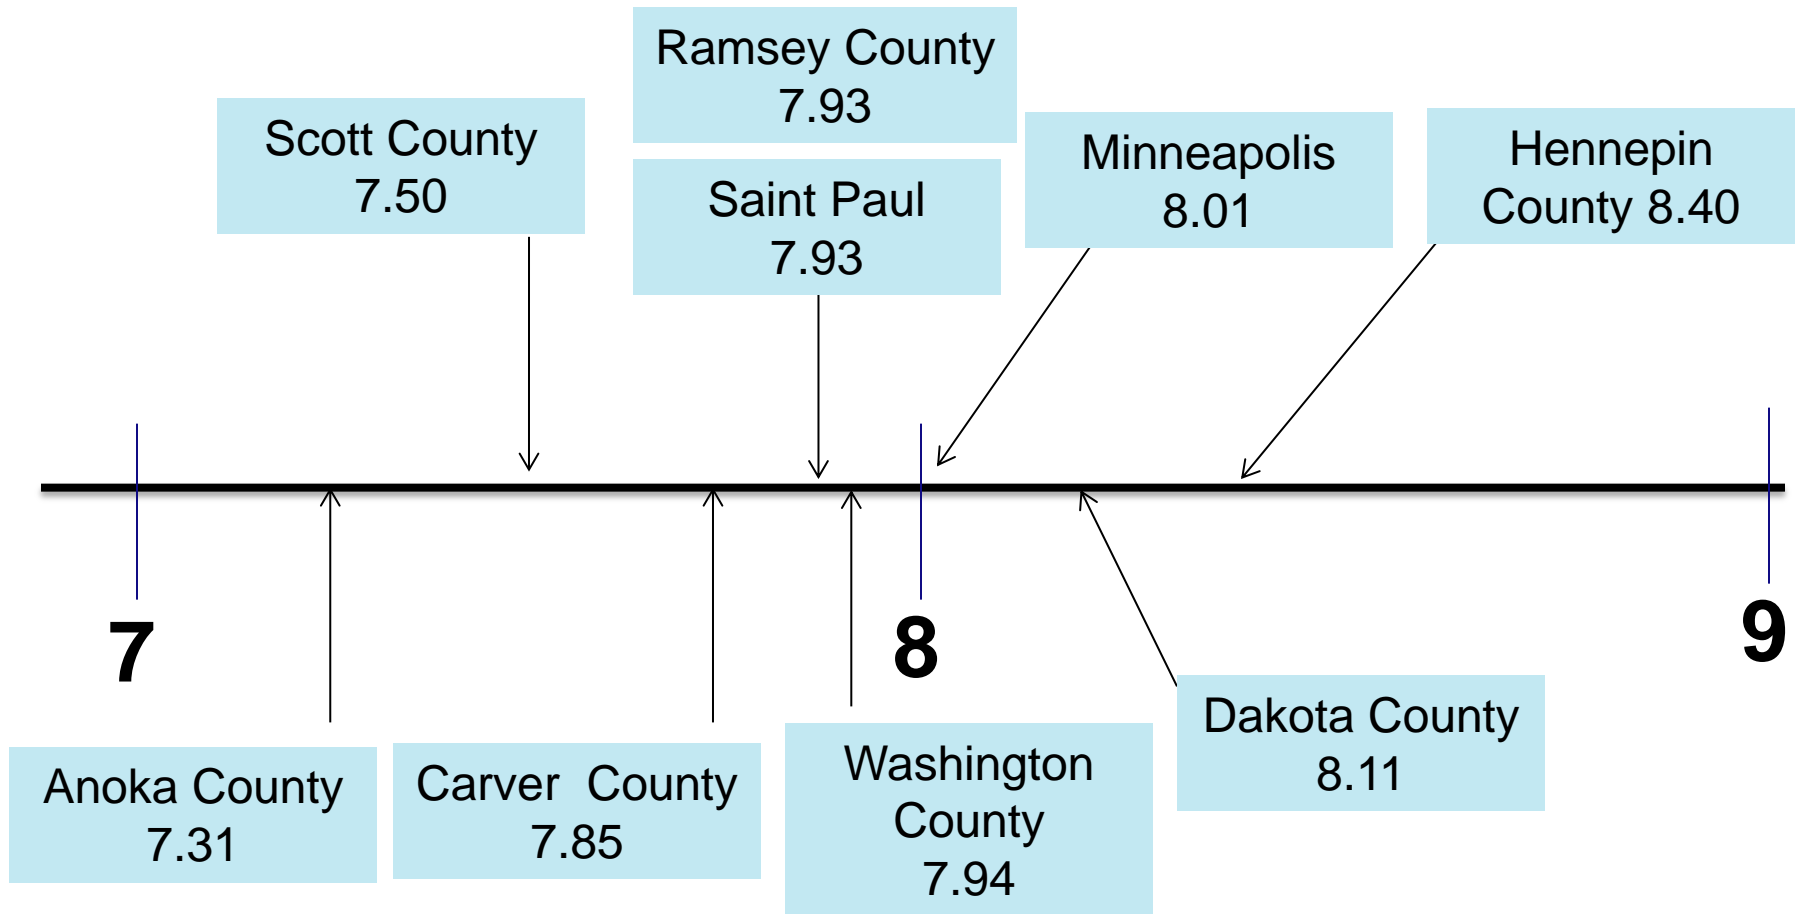 Ramsey County
7.93
Scott County
7.50
Saint Paul
7.93
Minneapolis
8.01
Hennepin
County 8.40
7
8
9
Anoka County
7.31
Carver  County
7.85
Washington
County
7.94
Dakota County
8.11